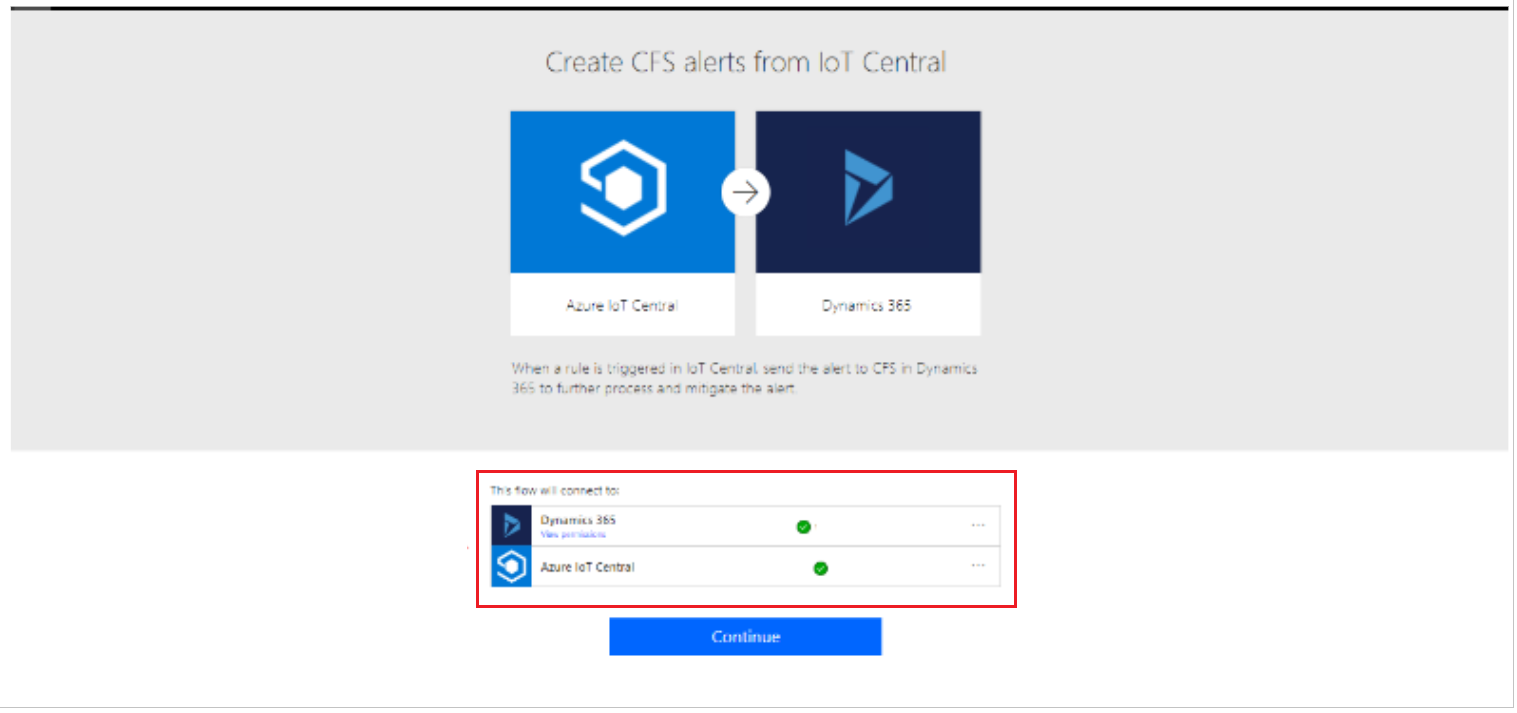 Create CFS alerts from IoT Central
Azure IoT Central
Dynamics 365
When a rule is triggered in IoT Central, send the alert to CFS in Dynamics
365 to further process and mitigate the alert.
This flow will connect to:
Dynamics 365
View permissions
Azure IoT Central
Continue